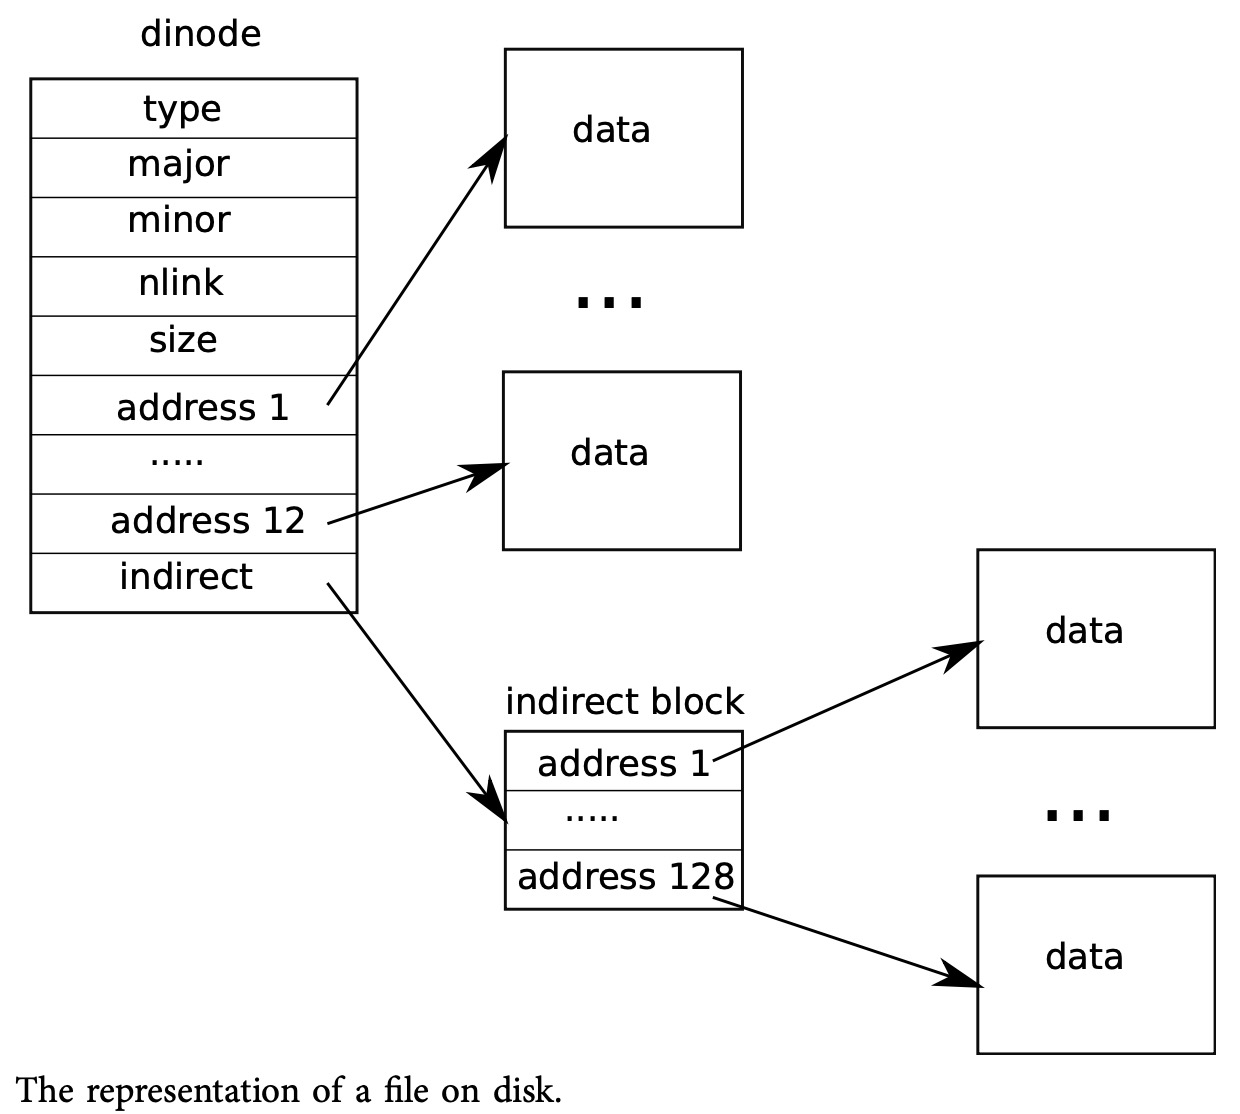 dinode
type
major
minor
nlink
size
address 1
.....
address 12
indirect
data
...
data
indirect block
address 1
.....
address 128
data
...
data
The representation of a file on disk.